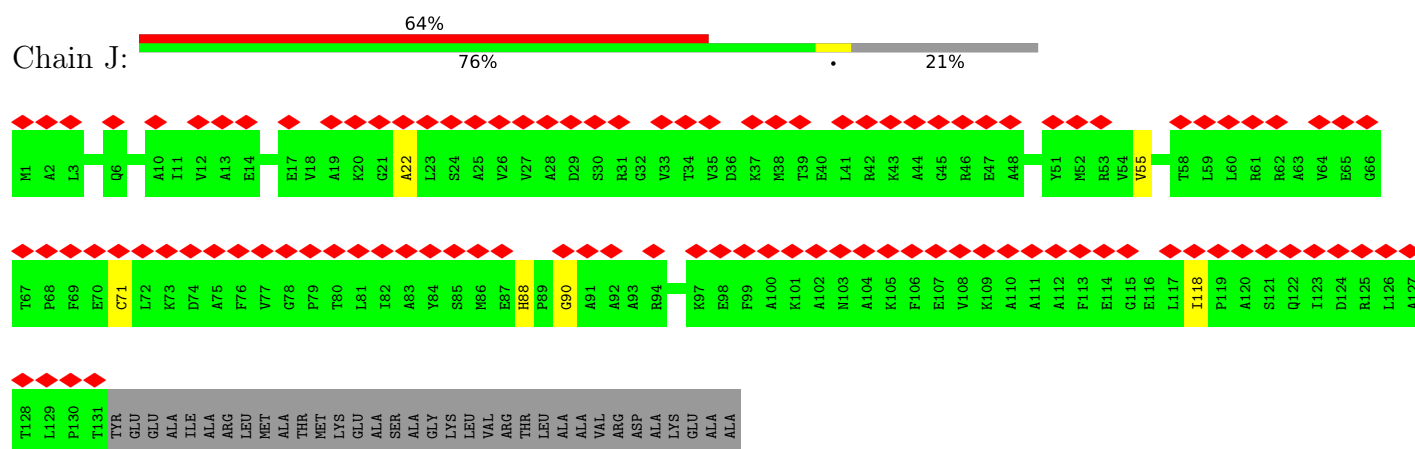 64%
Chain J:
76% • 21%
M1 A2 L3 Q6 A10 I11 V12 A13 E14 E17 V18 A19 K20 G21 A22 L23 S24 A25 V26 V27 A28 D29 S30 R31 G32 V33 T34 V35 D36 K37 M38 T39 E40 L41 R42 K43 A44 G45 R46 E47 A48 Y51 M52 R53 V54 V55 T58 L59 L60 R61 R62 A63 V64 E65 G66
T67 P68 F69 E70 C71 L72 K73 D74 A75 F76 V77 G78 P79 T80 L81 I82 A83 Y84 S85 M86 E87 H88 P89 G90 A91 A92 A93 R94 K97 E98 F99 A100 K101 A102 N103 A104 K105 F106 E107 V108 K109 A110 A111 A112 F113 E114 G115 E116 L117 I118 P119 A120 S121 Q122 I123 D124 R125 L126 A127
T128 L129 P130 T131 TYR GLU GLU ALA ILE ALA ARG LEU MET ALA THR MET LYS GLU ALA SER ALA GLY LYS LEU VAL ARG THR LEU ALA ALA VAL ARG ASP ALA LYS GLU ALA ALA